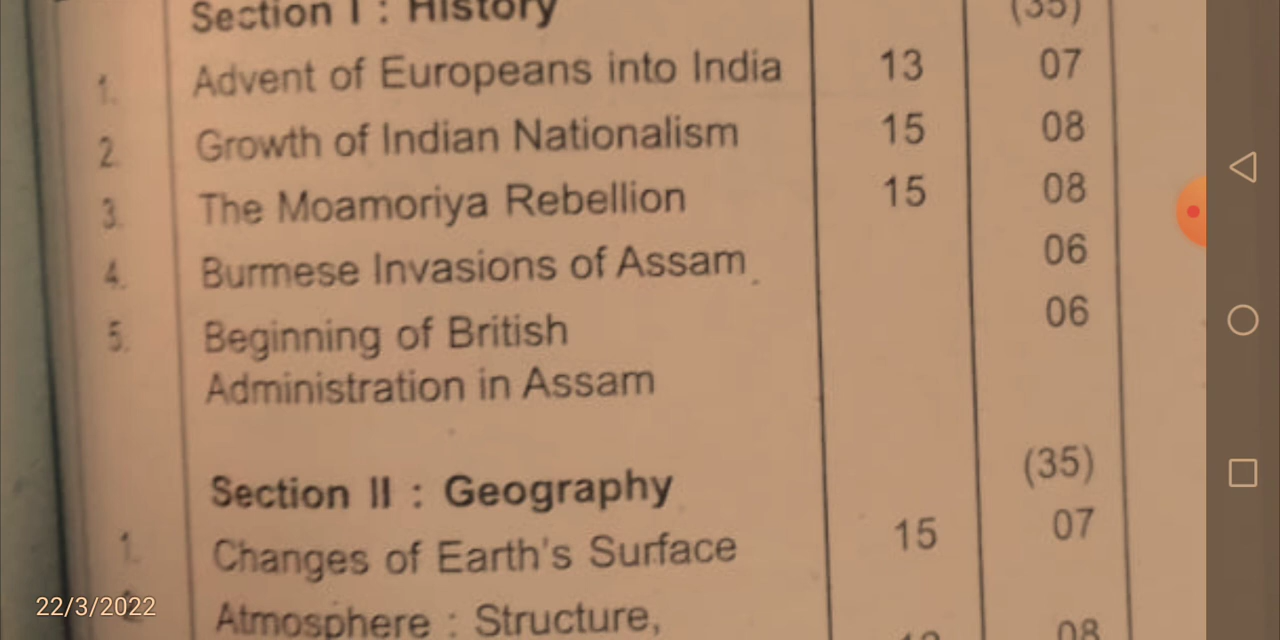 Section I : History (35)
1. Advent of Europeans into India 13 07
2. Growth of Indian Nationalism 15 08
3. The Moamoriya Rebellion 15 08
4. Burmese Invasions of Assam 06
5. Beginning of British 06
Administration in Assam
Section II : Geography (35)
1. Changes of Earth's Surface 15 07
Atmosphere : Structure, 08
22/3/2022